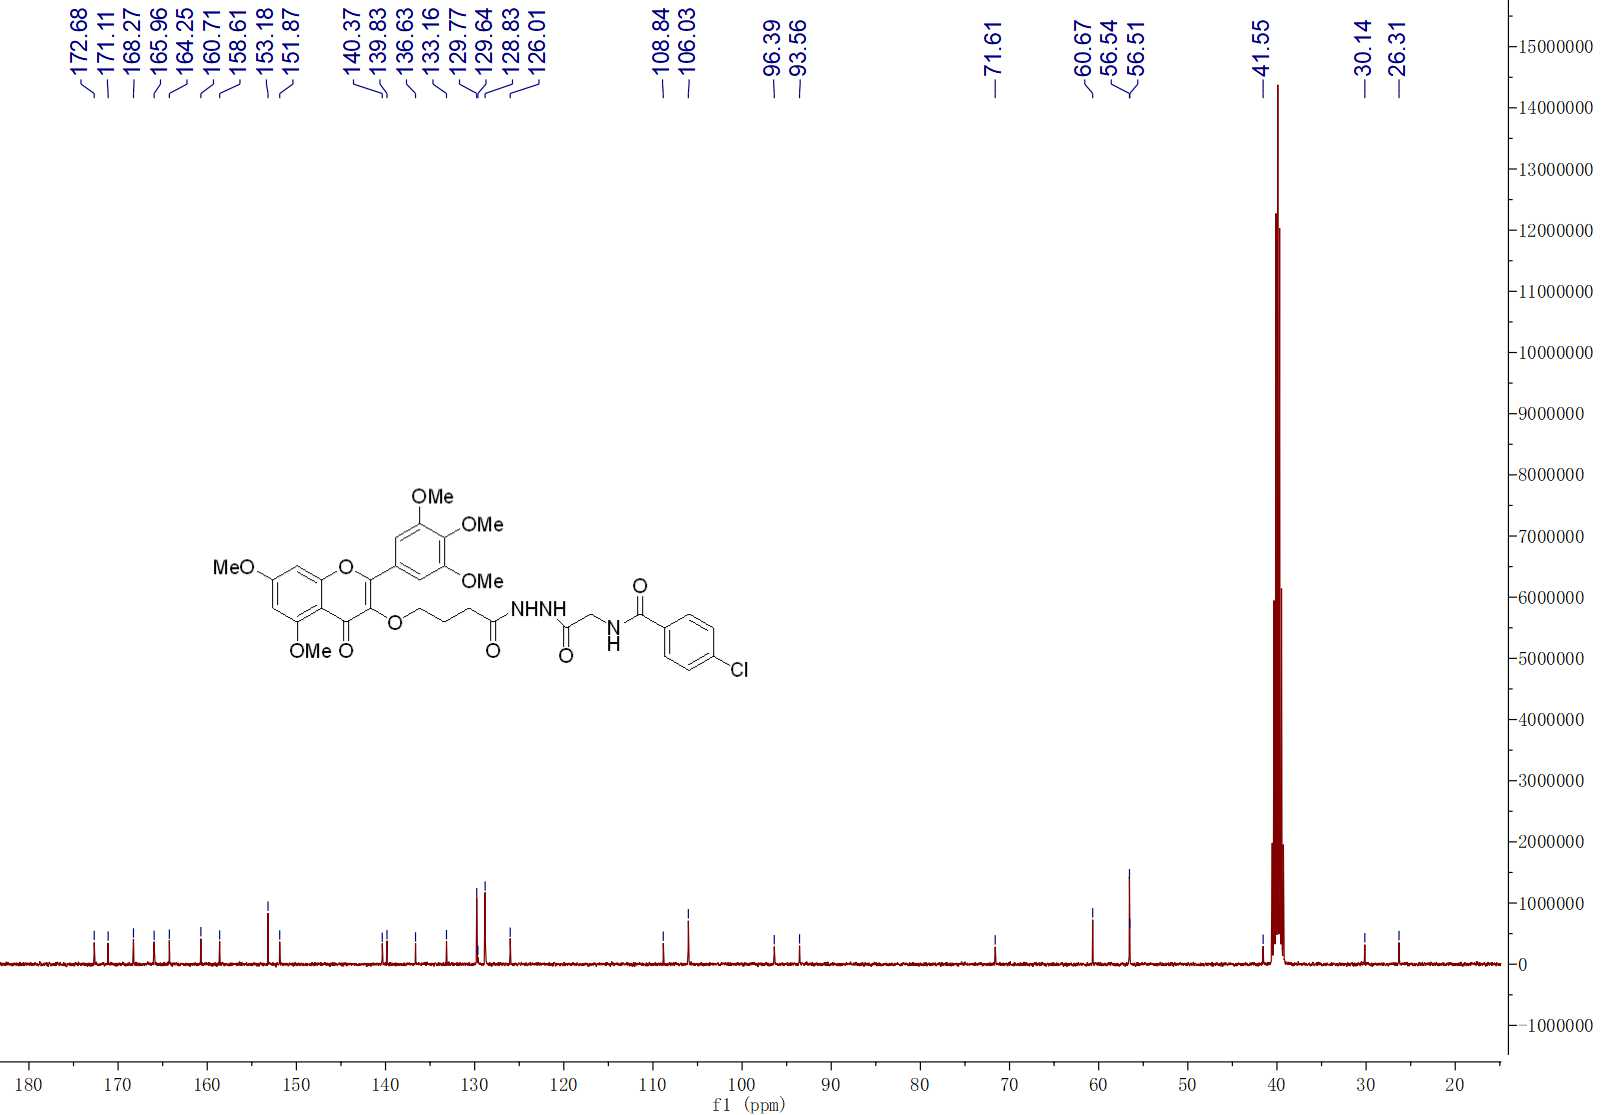 172.68
171.11
168.27
165.96
164.25
160.71
158.61
153.18
151.87
140.37
139.83
136.63
133.16
129.77
129.64
128.83
126.01
108.84
106.03
96.39
93.56
71.61
60.67
56.54
56.51
41.55
30.14
26.31
15000000
14000000
13000000
12000000
11000000
10000000
9000000
8000000
7000000
6000000
5000000
4000000
3000000
2000000
1000000
0
-1000000
OMe
OMe
MeO
O
OMe
O
NHNH
O
N
H
OMe
O
O
O
Cl
180 170 160 150 140 130 120 110 100 90 80 70 60 50 40 30 20
f1 (ppm)